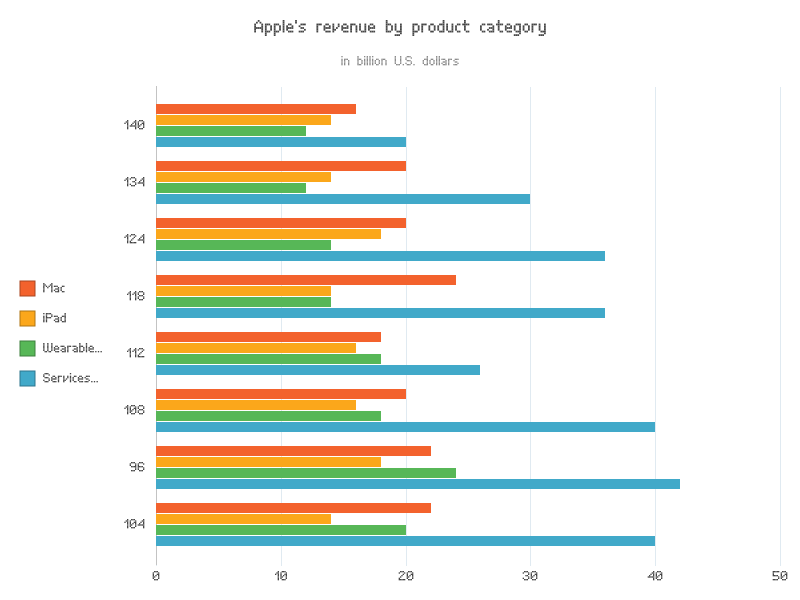 Apple's revenue by product category
in billion U.S. dollars
140
134
124
118
112
108
96
104
Mac
iPad
Wearable...
Services...
0 10 20 30 40 50